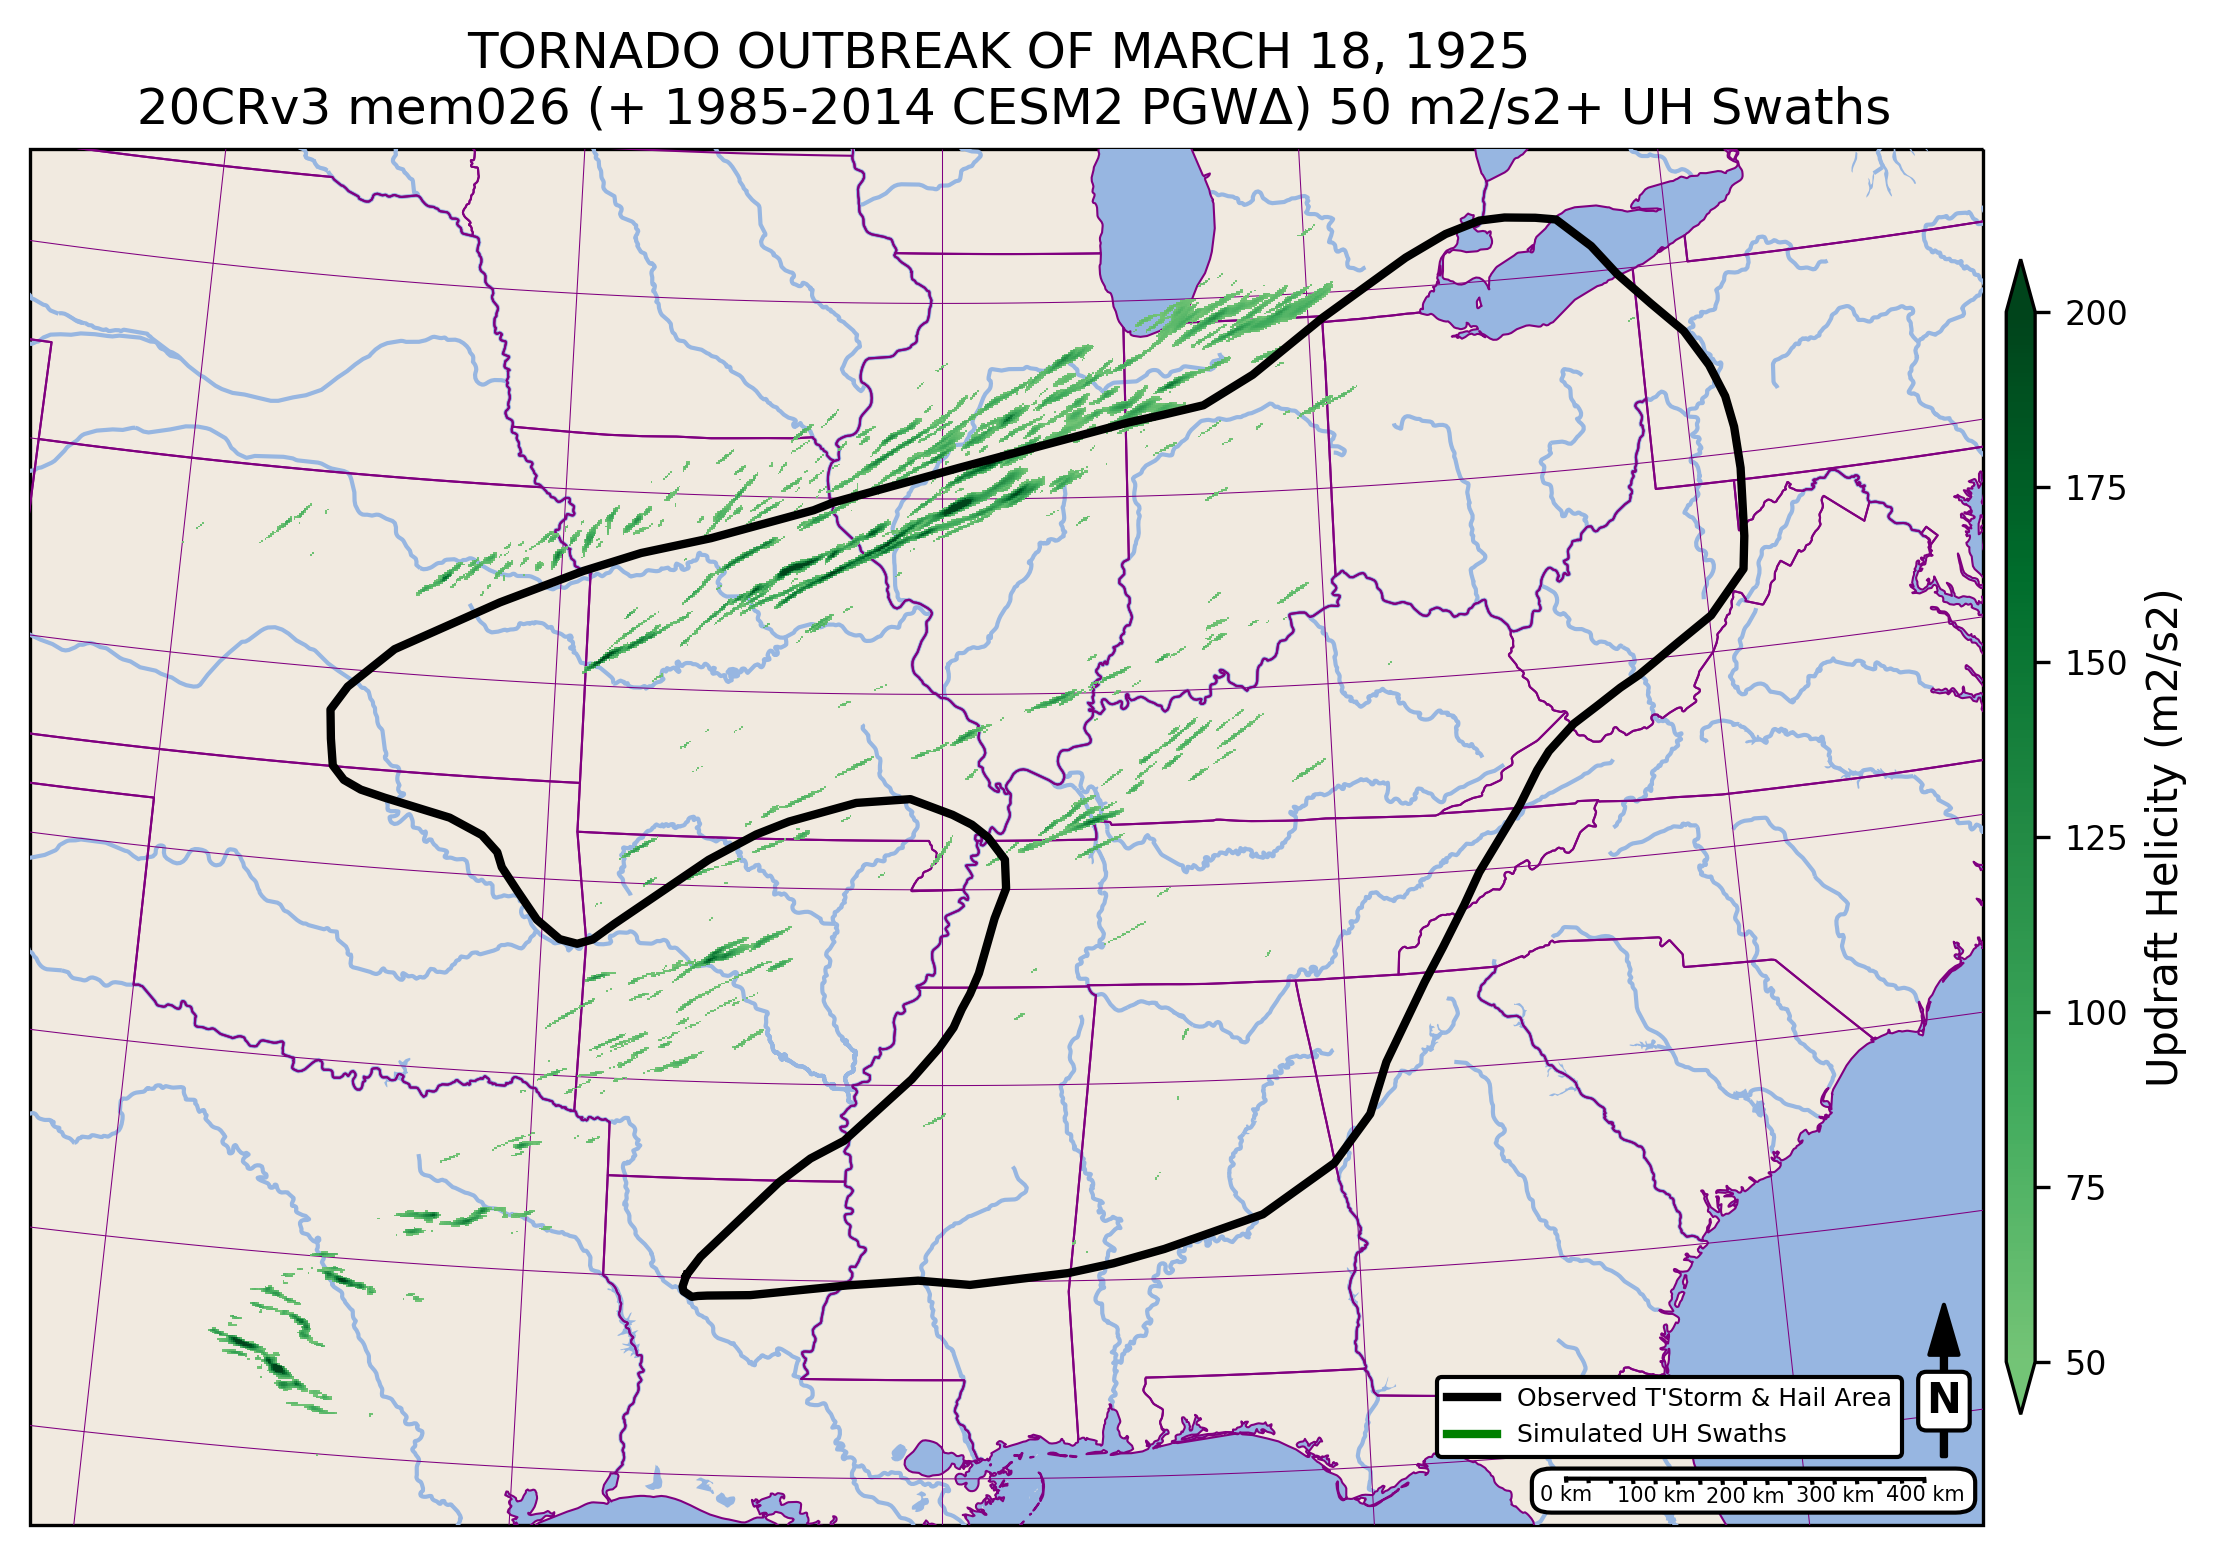 TORNADO OUTBREAK OF MARCH 18, 1925
20CRv3 mem026 (+ 1985-2014 CESM2 PGWΔ) 50 m2/s2+ UH Swaths
200
175
150
125
100
75
50
Updraft Helicity (m2/s2)
Observed T'Storm & Hail Area
Simulated UH Swaths
N
0 km 100 km 200 km 300 km 400 km